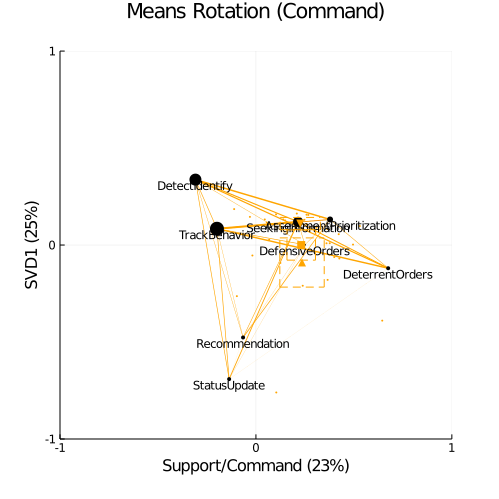 Means Rotation (Command)
1
DetectIdentify
AssessmentPrioritization
SeekingInformation
TrackBehavior
SVD1 (25%)
0
DefensiveOrders
DeterrentOrders
Recommendation
StatusUpdate
-1
-1
0
1
Support/Command (23%)